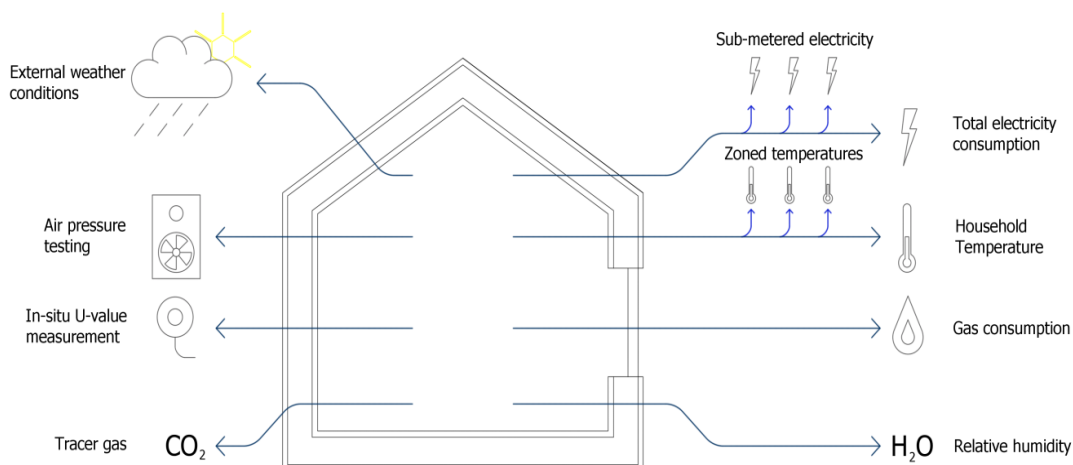 External weather
conditions
Air pressure
testing
In-situ U-value
measurement
Tracer gas
CO₂
Sub-metered electricity
Total electricity
consumption
Zoned temperatures
Household
Temperature
Gas consumption
H₂O
Relative humidity